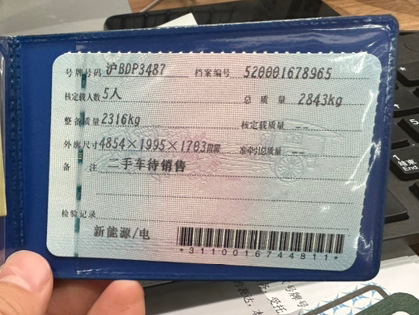 号牌号码 沪BDP3487 档案编号 520001678965
核定载人数 5人 总质量 2843kg
整备质量 2316kg 核定载质量 --
外廓尺寸 4854×1995×1703mm 准牵引总质量 --
备注 二手车待销售
检验记录
新能源/电
*3110001674481​1*